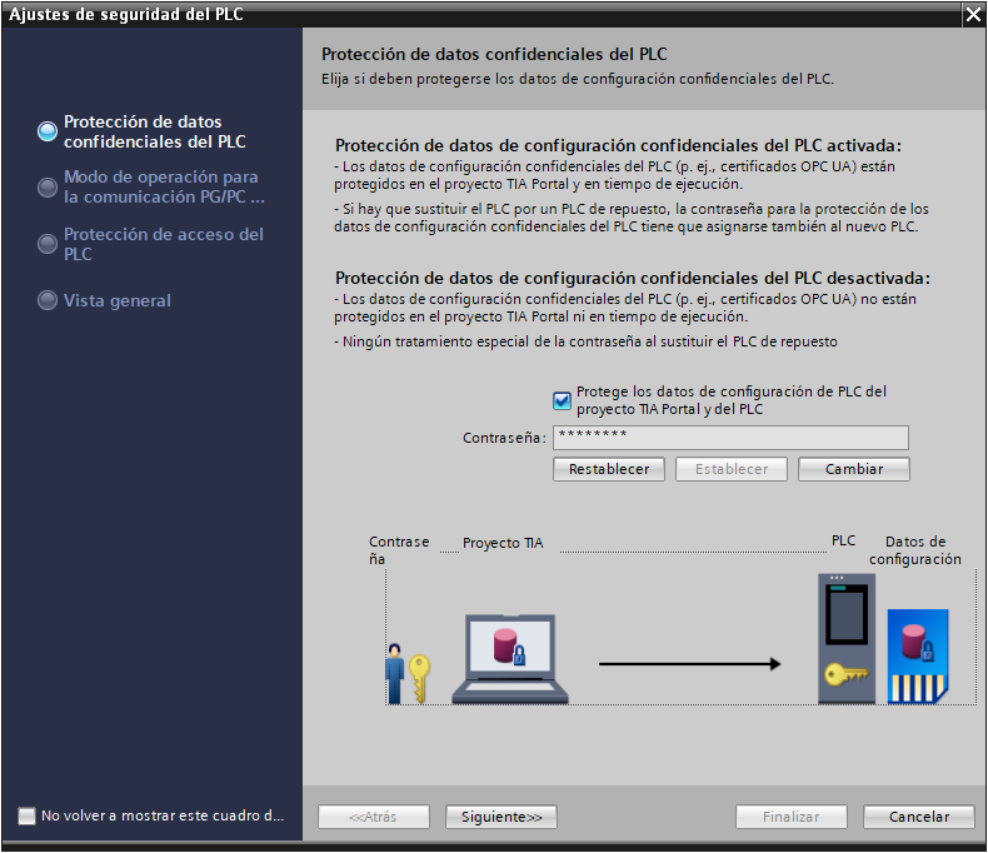 Ajustes de seguridad del PLC
Protección de datos confidenciales del PLC
Elija si deben protegerse los datos de configuración confidenciales del PLC.
Protección de datos
confidenciales del PLC
Modo de operación para
la comunicación PG/PC ...
Protección de acceso del
PLC
Vista general
Protección de datos de configuración confidenciales del PLC activada:
- Los datos de configuración confidenciales del PLC (p. ej., certificados OPC UA) están
protegidos en el proyecto TIA Portal y en tiempo de ejecución.
- Si hay que sustituir el PLC por un PLC de repuesto, la contraseña para la protección de los
datos de configuración confidenciales del PLC tiene que asignarse también al nuevo PLC.
Protección de datos de configuración confidenciales del PLC desactivada:
- Los datos de configuración confidenciales del PLC (p. ej., certificados OPC UA) no están
protegidos en el proyecto TIA Portal ni en tiempo de ejecución.
- Ningún tratamiento especial de la contraseña al sustituir el PLC de repuesto
Protege los datos de configuración de PLC del
proyecto TIA Portal y del PLC
Contraseña: ********
Restablecer Establecer Cambiar
Contrase
ña
Proyecto TIA
PLC
Datos de
configuración
No volver a mostrar este cuadro d...
<<Atrás Siguiente>> Finalizar Cancelar